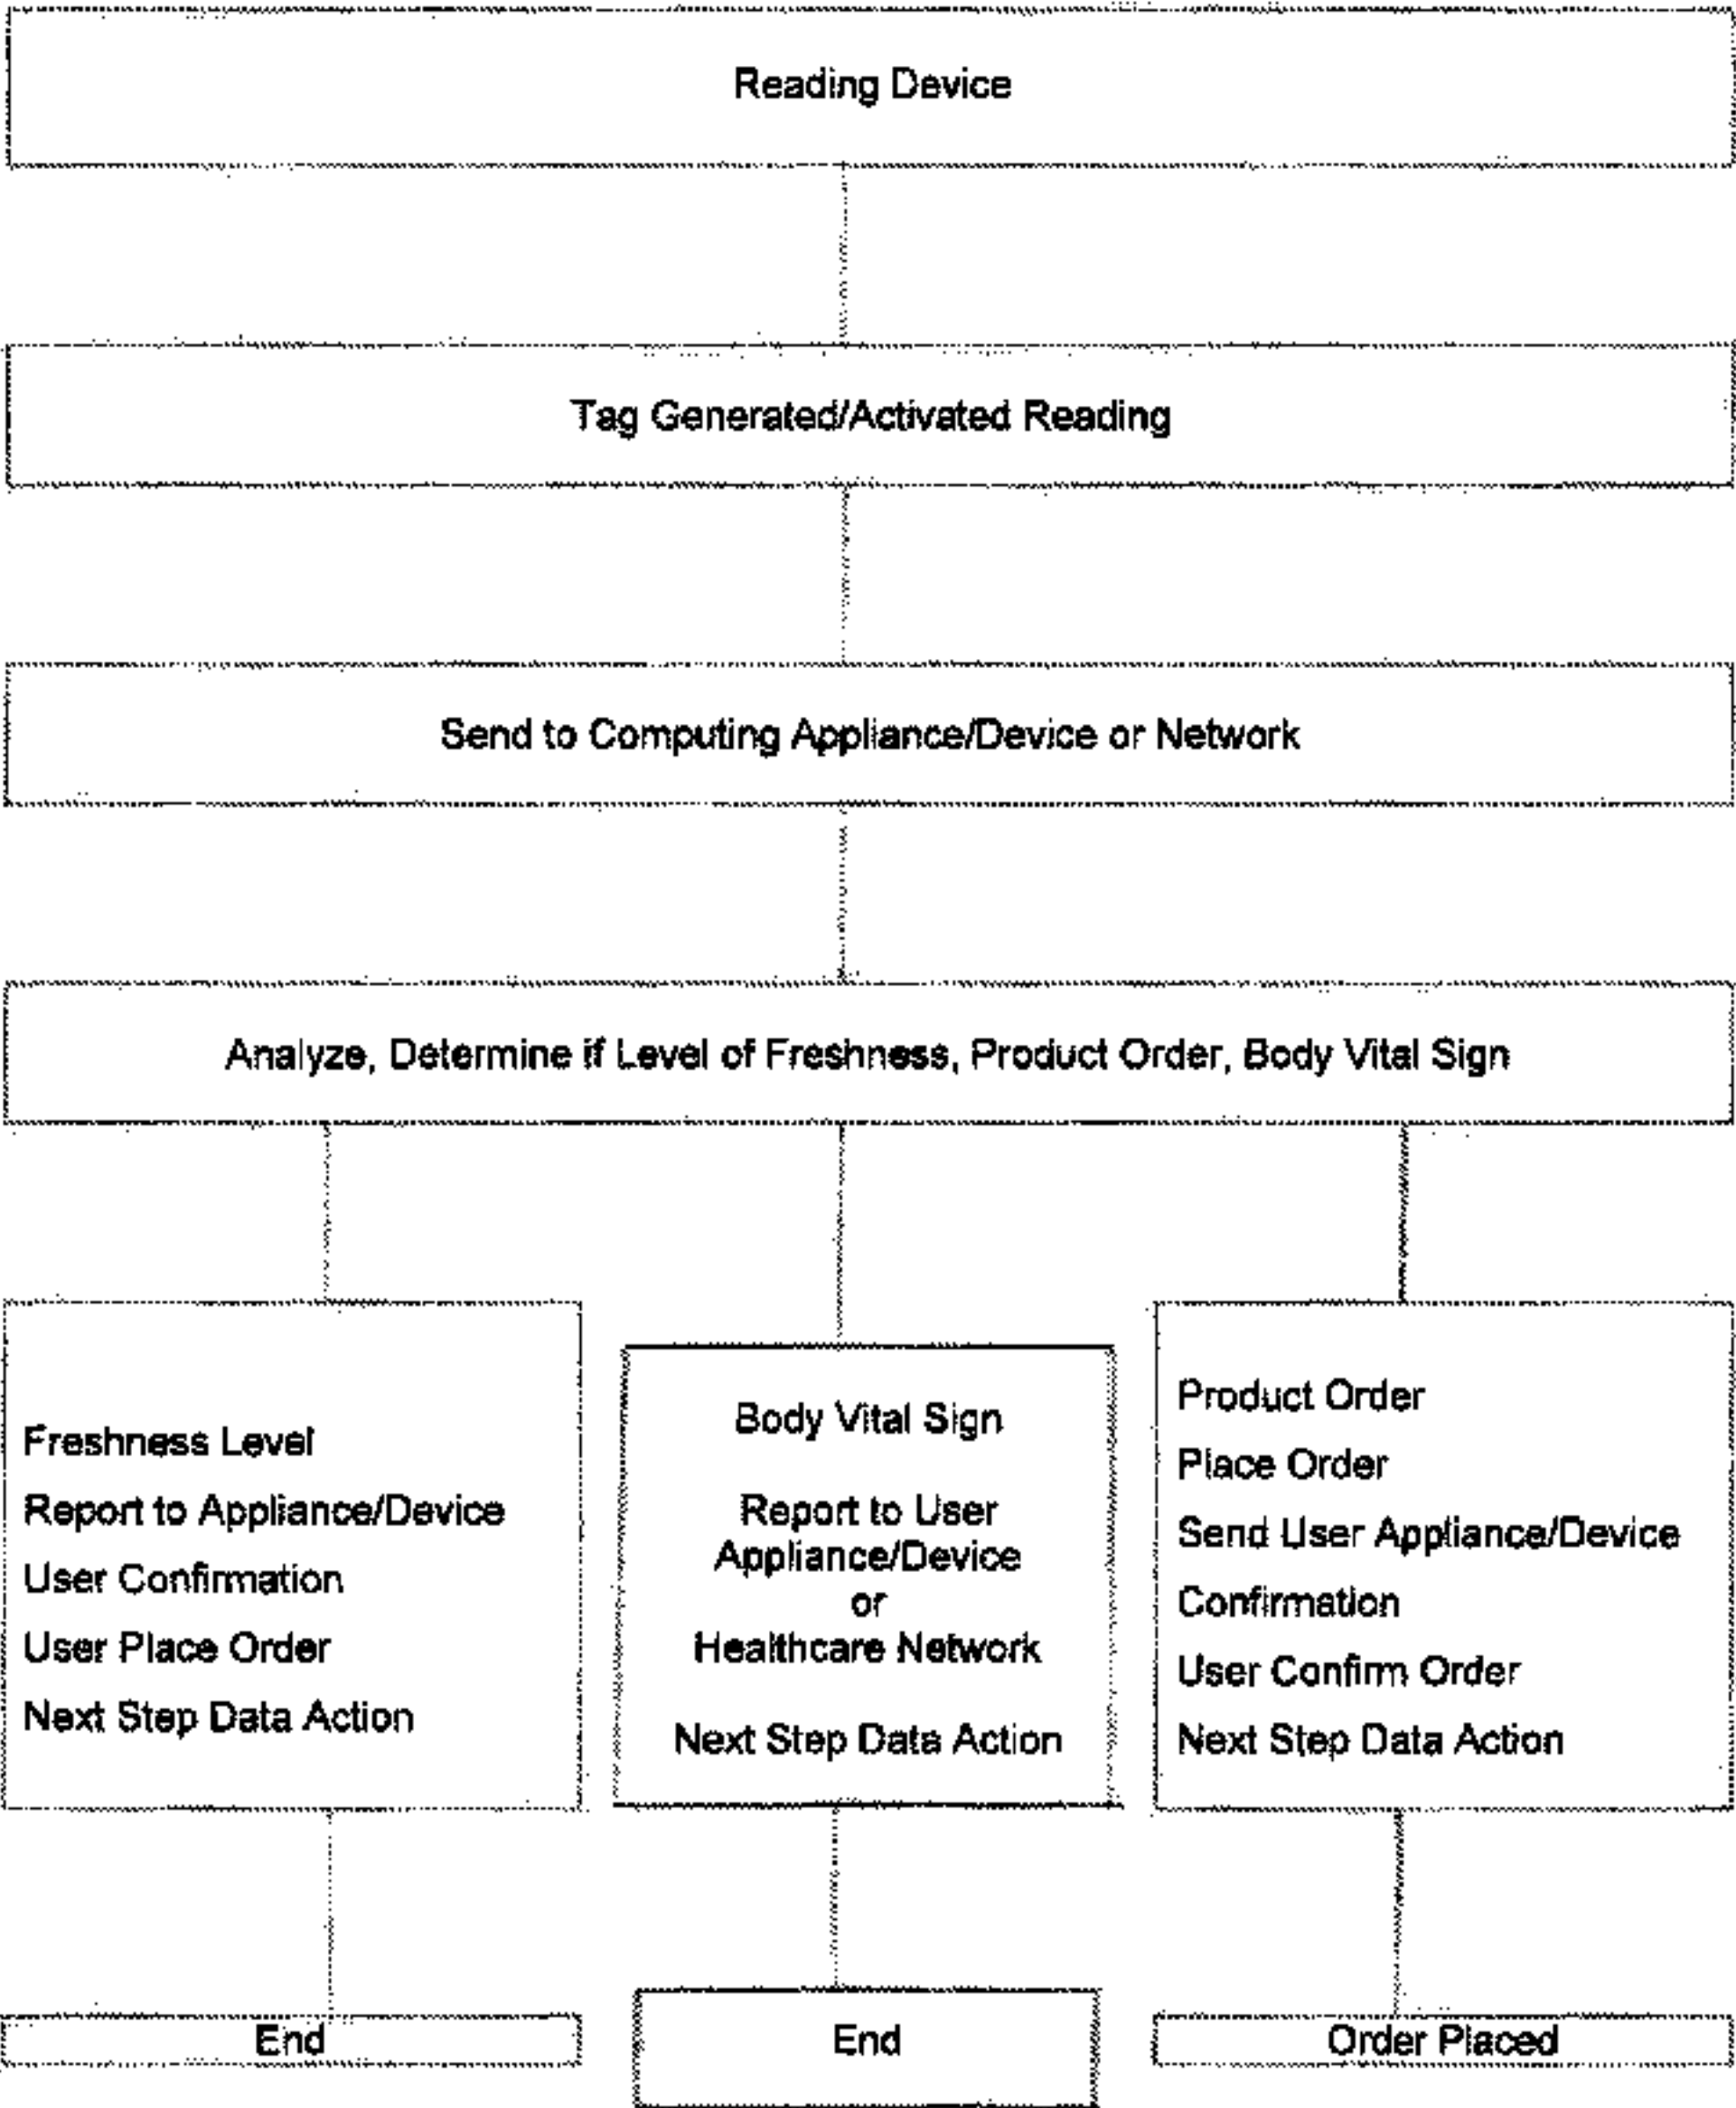 Reading Device
Tag Generated/Activated Reading
Send to Computing Appliance/Device or Network
Analyze, Determine if Level of Freshness, Product Order, Body Vital Sign
Freshness Level
Report to Appliance/Device
User Confirmation
User Place Order
Next Step Data Action
Body Vital Sign
Report to User
Appliance/Device
or
Healthcare Network
Next Step Data Action
Product Order
Place Order
Send User Appliance/Device
Confirmation
User Confirm Order
Next Step Data Action
End
End
Order Placed